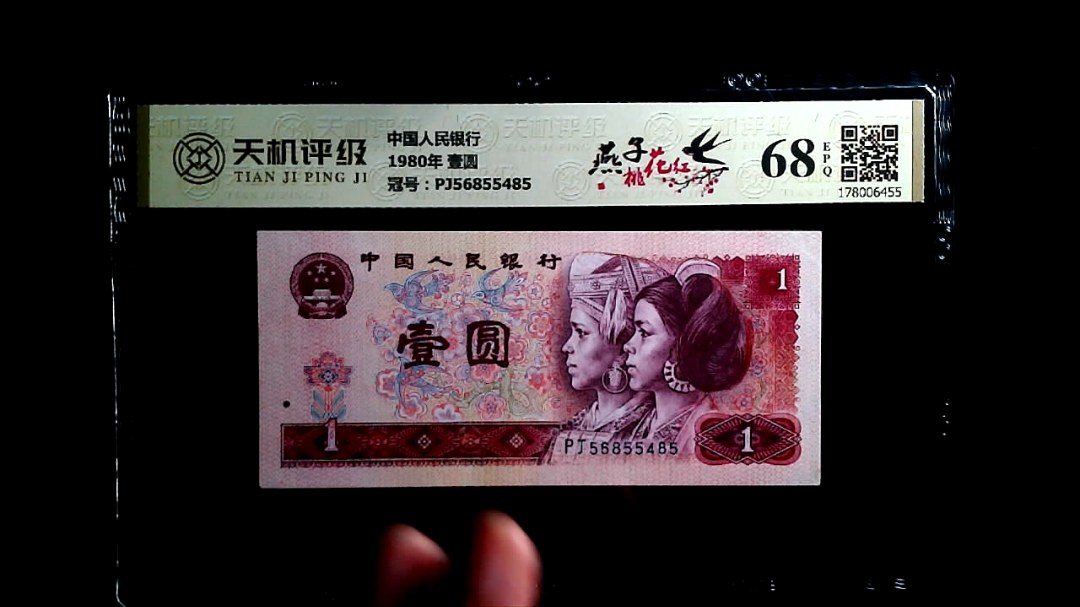 天机评级
TIAN JI PING JI
中国人民银行
1980年 壹圆
冠号：PJ56855485
燕子
桃花红
68
EPQ
178006455
中国人民银行
1
壹圆
1
PJ56855485
1